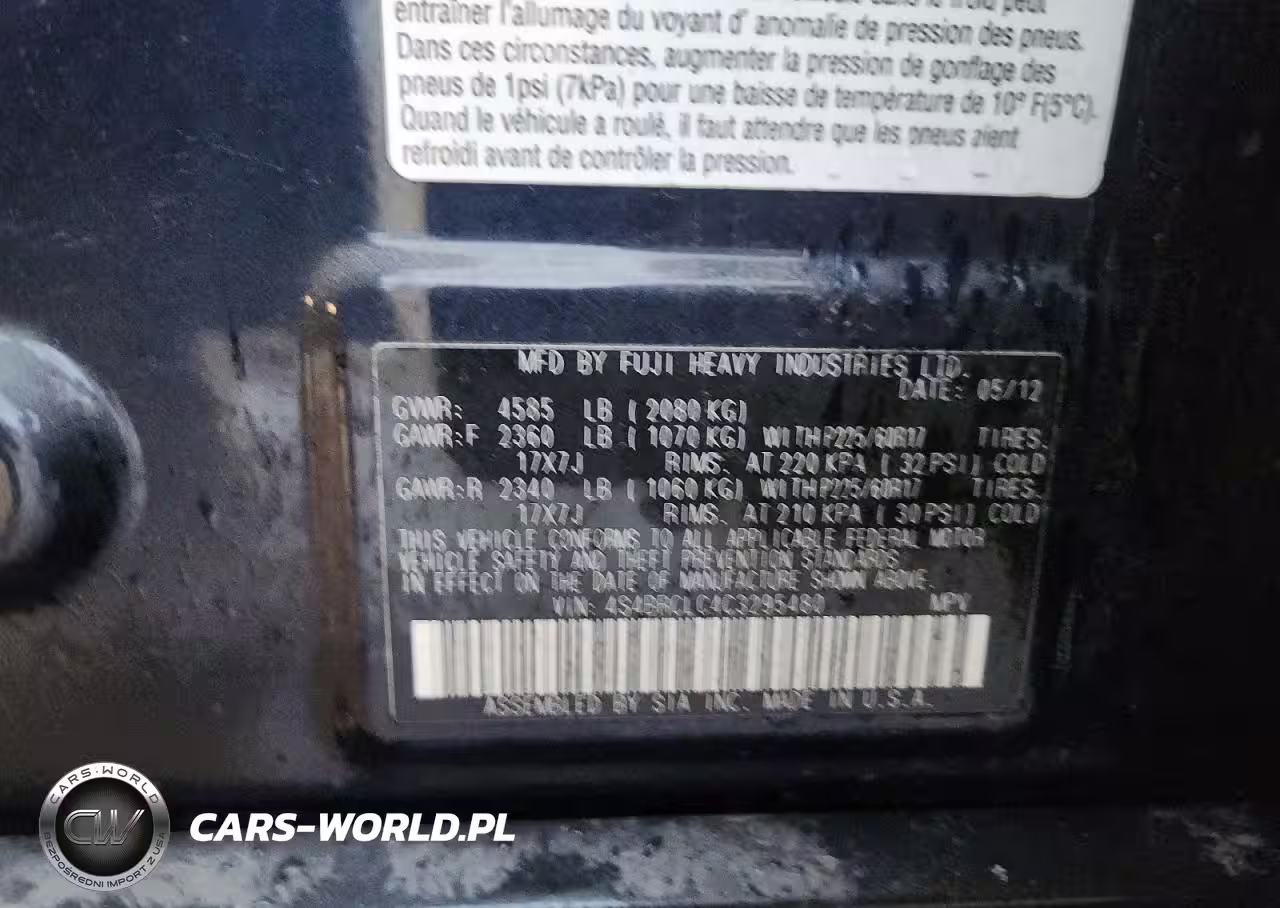 entraîner l'allumage du voyant d' anomalie de pression des pneus.
Dans ces circonstances, augmenter la pression de gonflage des
pneus de 1psi (7kPa) pour une baisse de température de 10° F(5°C).
Quand le véhicule a roulé, il faut attendre que les pneus aient
refroidi avant de contrôler la pression.
MFD BY FUJI HEAVY INDUSTRIES LTD.
DATE: 05/12
GVWR: 4585 LB ( 2080 KG)
GAWR:F 2360 LB ( 1070 KG) WITH P225/60R17 TIRES.
17X7J RIMS. AT 220 KPA ( 32 PSI) COLD
GAWR:R 2340 LB ( 1060 KG) WITH P225/60R17 TIRES.
17X7J RIMS. AT 210 KPA ( 30 PSI) COLD
THIS VEHICLE CONFORMS TO ALL APPLICABLE FEDERAL MOTOR
VEHICLE SAFETY AND THEFT PREVENTION STANDARDS
IN EFFECT ON THE DATE OF MANUFACTURE SHOWN ABOVE.
VIN: 4S4BRCLC4C3295480 MPV
ASSEMBLED BY SIA INC. MADE IN U.S.A.
CARS-WORLD
CW
BEZPOŚREDNI IMPORT Z USA
CARS-WORLD.PL